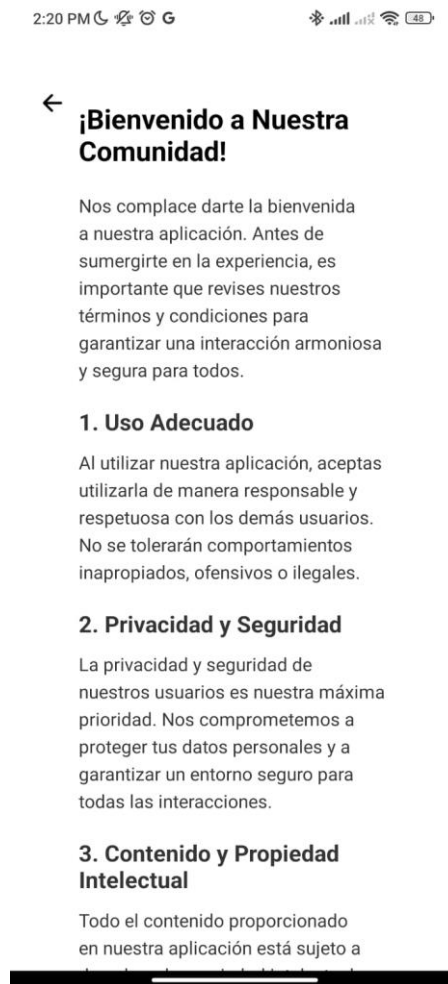 2:20 PM
G
48
¡Bienvenido a Nuestra
Comunidad!
Nos complace darte la bienvenida
a nuestra aplicación. Antes de
sumergirte en la experiencia, es
importante que revises nuestros
términos y condiciones para
garantizar una interacción armoniosa
y segura para todos.
1. Uso Adecuado
Al utilizar nuestra aplicación, aceptas
utilizarla de manera responsable y
respetuosa con los demás usuarios.
No se tolerarán comportamientos
inapropiados, ofensivos o ilegales.
2. Privacidad y Seguridad
La privacidad y seguridad de
nuestros usuarios es nuestra máxima
prioridad. Nos comprometemos a
proteger tus datos personales y a
garantizar un entorno seguro para
todas las interacciones.
3. Contenido y Propiedad
Intelectual
Todo el contenido proporcionado
en nuestra aplicación está sujeto a